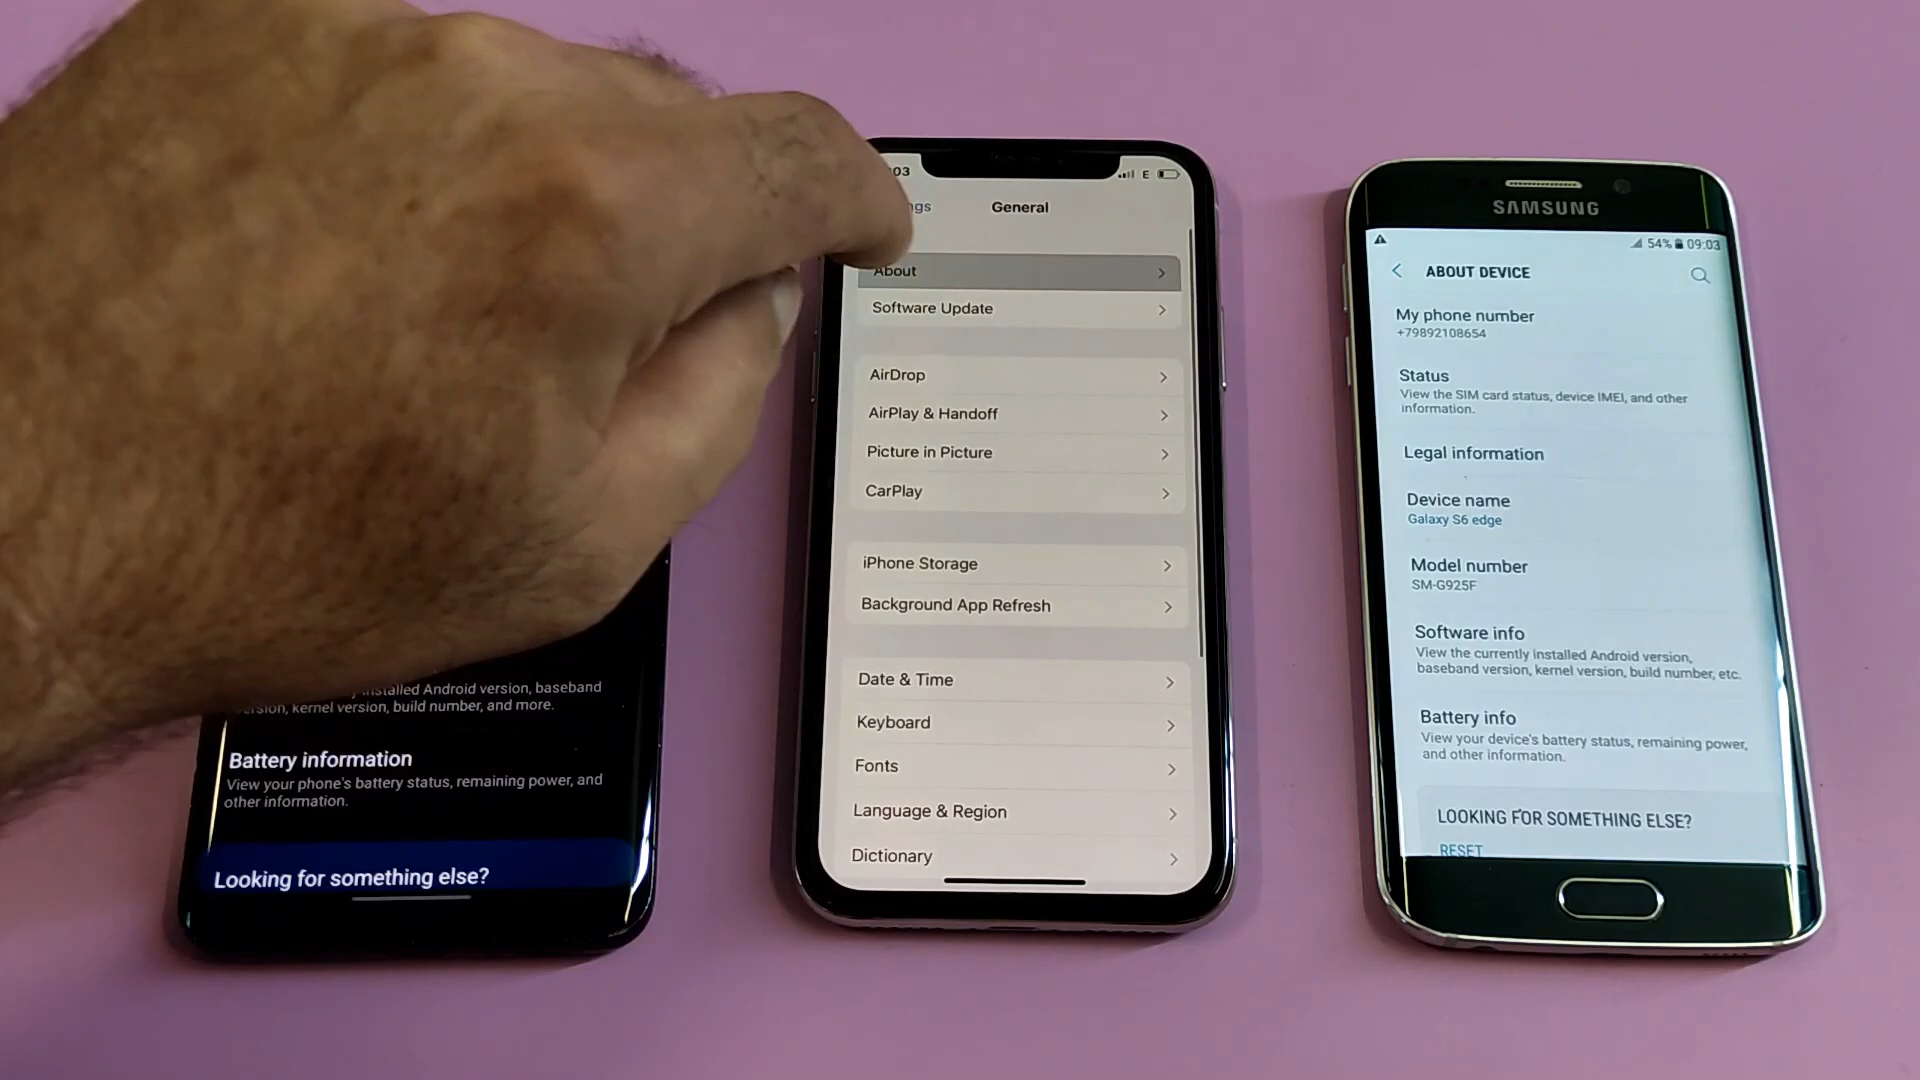 installed Android version, baseband
version, kernel version, build number, and more.
Battery information
View your phone's battery status, remaining power, and
other information.
Looking for something else?
03
E
ngs
General
About
Software Update
AirDrop
AirPlay & Handoff
Picture in Picture
CarPlay
iPhone Storage
Background App Refresh
Date & Time
Keyboard
Fonts
Language & Region
Dictionary
SAMSUNG
54% 09:03
ABOUT DEVICE
My phone number
+79892108654
Status
View the SIM card status, device IMEI, and other
information.
Legal information
Device name
Galaxy S6 edge
Model number
SM-G925F
Software info
View the currently installed Android version,
baseband version, kernel version, build number, etc.
Battery info
View your device's battery status, remaining power,
and other information.
LOOKING FOR SOMETHING ELSE?
RESET